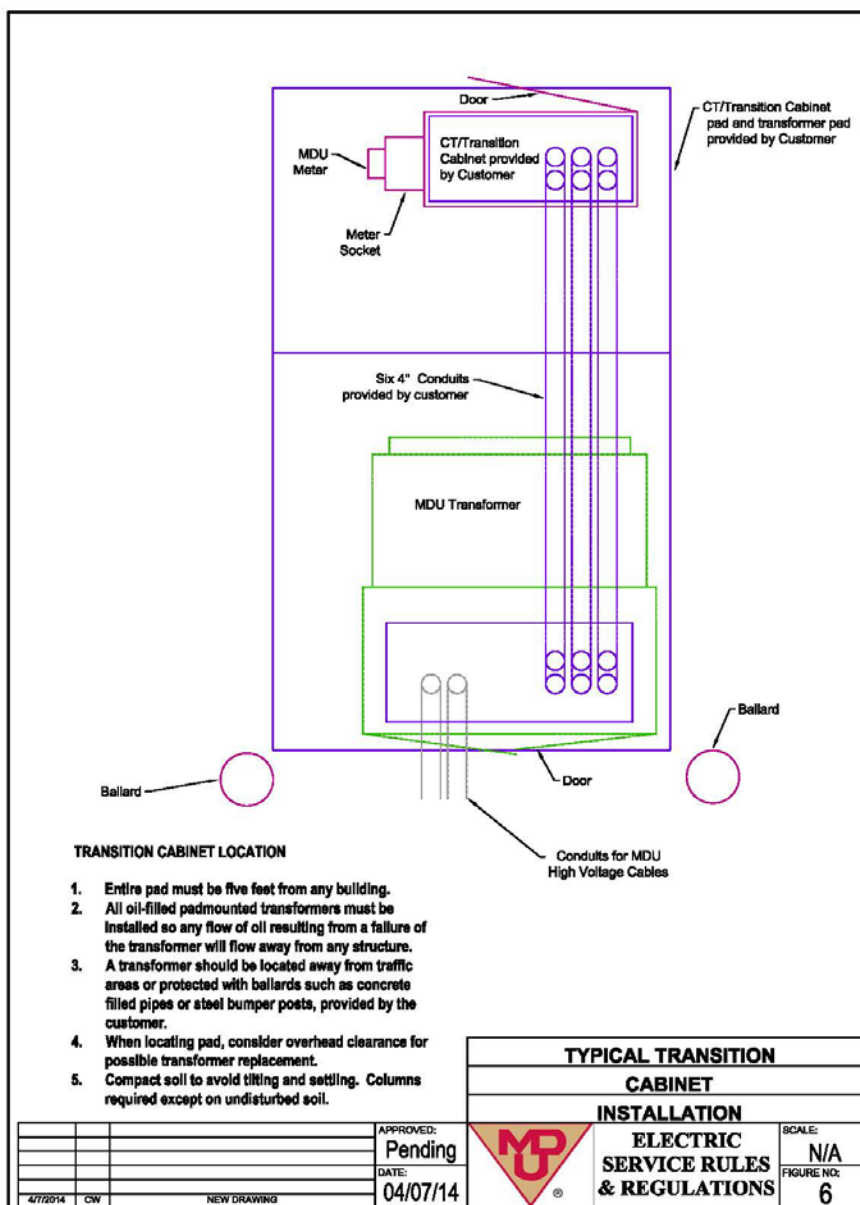 Door
CT/Transition Cabinet
pad and transformer pad
provided by Customer
CT/Transition
Cabinet provided
by Customer
MDU
Meter
Meter
Socket
Six 4" Conduits
provided by customer
MDU Transformer
Ballard
Ballard
Door
Conduits for MDU
High Voltage Cables
TRANSITION CABINET LOCATION
1. Entire pad must be five feet from any building.
2. All oil-filled padmounted transformers must be
installed so any flow of oil resulting from a failure of
the transformer will flow away from any structure.
3. A transformer should be located away from traffic
areas or protected with ballards such as concrete
filled pipes or steel bumper posts, provided by the
customer.
4. When locating pad, consider overhead clearance for
possible transformer replacement.
5. Compact soil to avoid tilting and settling. Columns
required except on undisturbed soil.
TYPICAL TRANSITION
CABINET
INSTALLATION
APPROVED:
Pending
DATE:
04/07/14
4/7/2014 CW NEW DRAWING
MDU
®
ELECTRIC
SERVICE RULES
& REGULATIONS
SCALE:
N/A
FIGURE NO:
6